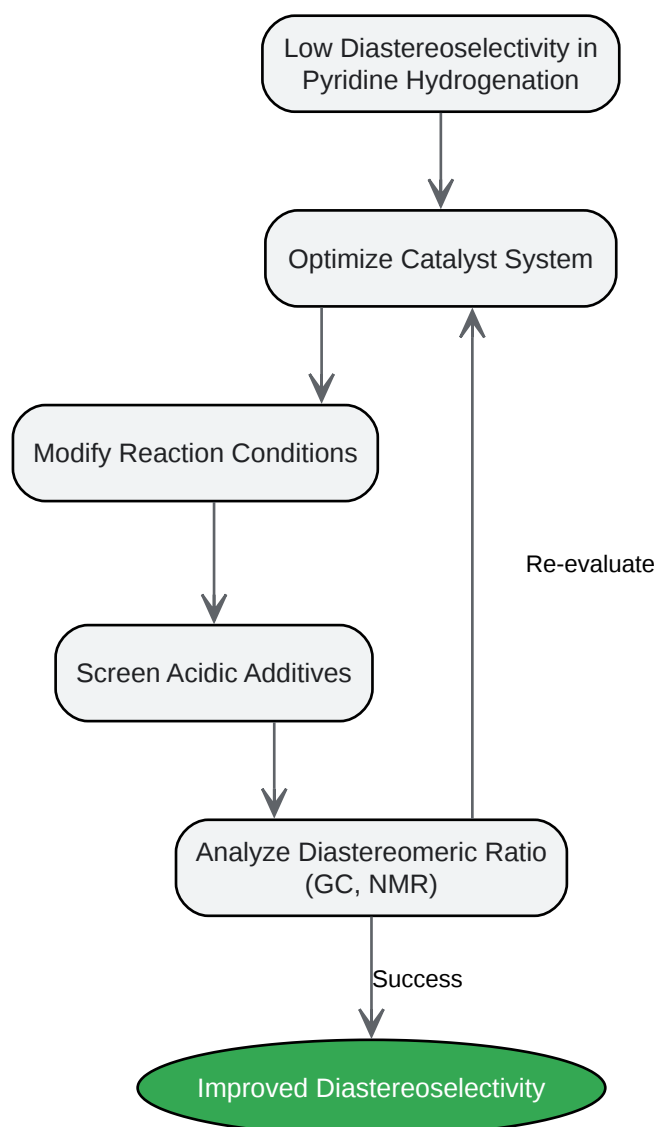 Low Diastereoselectivity in
Pyridine Hydrogenation
Optimize Catalyst System
Modify Reaction Conditions
Re-evaluate
Screen Acidic Additives
Analyze Diastereomeric Ratio
(GC, NMR)
Success
Improved Diastereoselectivity